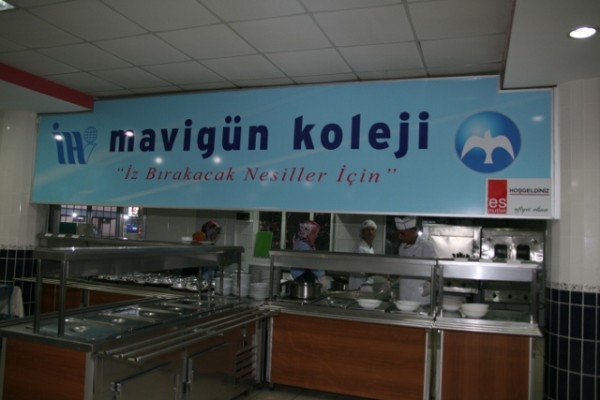 İH
mavigün koleji
"İz Bırakacak Nesiller İçin"
es
HOŞGELDİNİZ